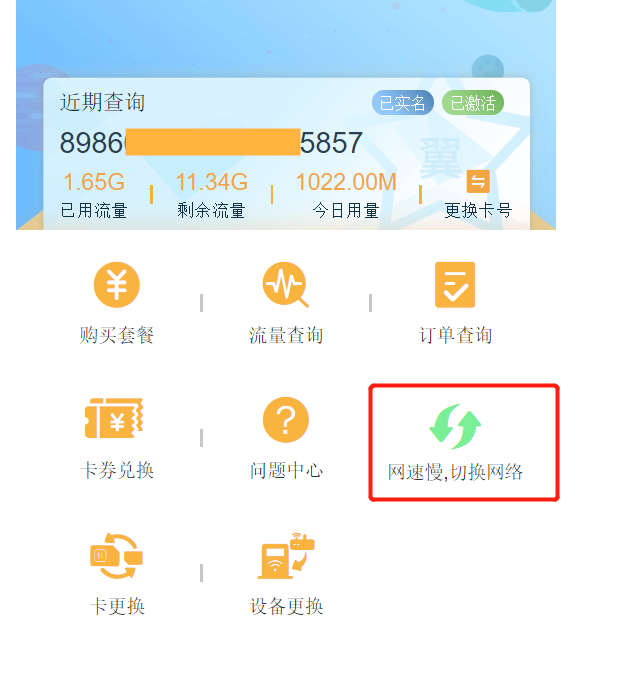 近期查询
已实名
已激活
翼
8986
5857
1.65G
11.34G
1022.00M
已用流量
剩余流量
今日用量
更换卡号
购买套餐
流量查询
订单查询
卡券兑换
问题中心
网速慢,切换网络
卡更换
设备更换